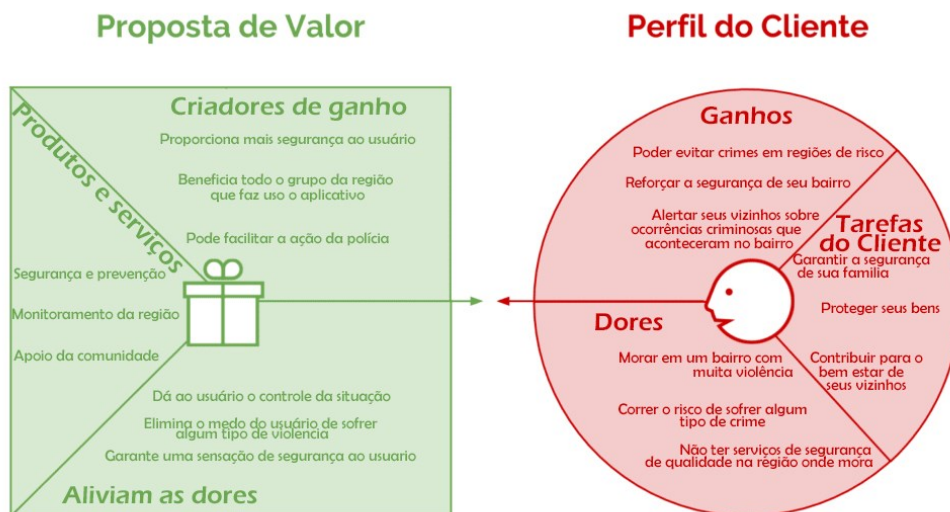 Proposta de Valor
Produtos e serviços
Criadores de ganho
Proporciona mais segurança ao usuário
Beneficia todo o grupo da região
que faz uso o aplicativo
Pode facilitar a ação da polícia
Segurança e prevenção
Monitoramento da região
Apoio da comunidade
Dá ao usuário o controle da situação
Elimina o medo do usuário de sofrer
algum tipo de violencia
Garante uma sensação de segurança ao usuario
Aliviam as dores
Perfil do Cliente
Ganhos
Poder evitar crimes em regiões de risco
Reforçar a segurança de seu bairro
Alertar seus vizinhos sobre
ocorrências criminosas que
aconteceram no bairro
Tarefas
do Cliente
Garantir a segurança
de sua familia
Proteger seus bens
Contribuir para o
bem estar de
seus vizinhos
Dores
Morar em um bairro com
muita violência
Correr o risco de sofrer algum
tipo de crime
Não ter serviços de segurança
de qualidade na região onde mora